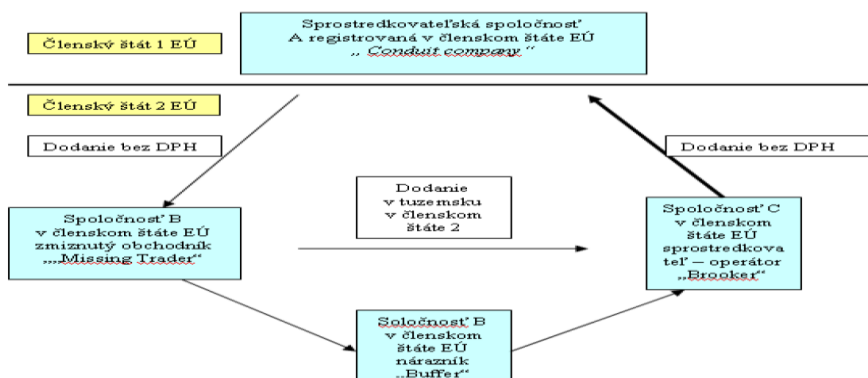 Sprostredkovateľská spoločnosť
A registrovaná v členskom štáte EÚ
„ Conduit company “
Členský štát 1 EÚ
Členský štát 2 EÚ
Dodanie bez DPH
Dodanie bez DPH
Dodanie
v tuzemsku
v členskom
štáte 2
Spoločnosť B
v členskom štáte EÚ
zmiznutý obchodník
„„Missing Trader“
Spoločnosť C
v členskom
štáte EÚ
sprostredkova
teľ – operátor
„Brooker“
Soločnosť B
v členskom
štáte EÚ
nárazník
„Buffer“